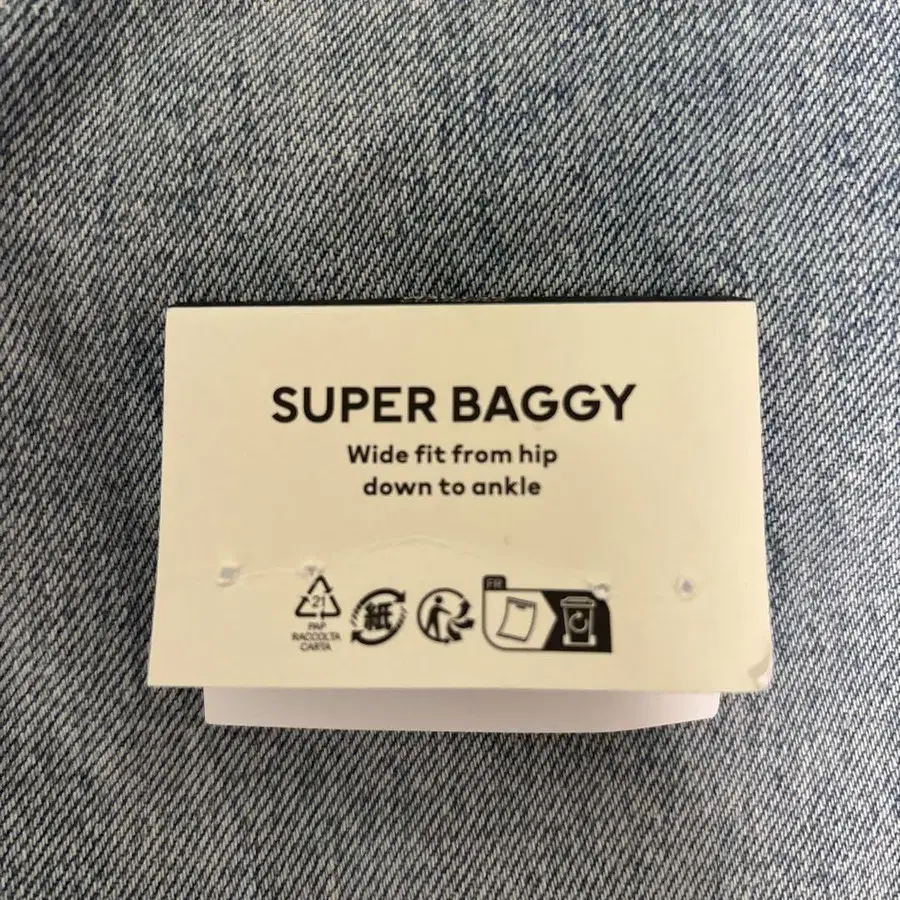 SUPER BAGGY
Wide fit from hip
down to ankle
21
PAP
RACCOLTA
CARTA
紙
FR